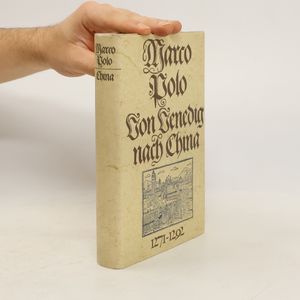 Marco
Polo
China
Marco
Polo
Von Venedig
nach China
1271-1292